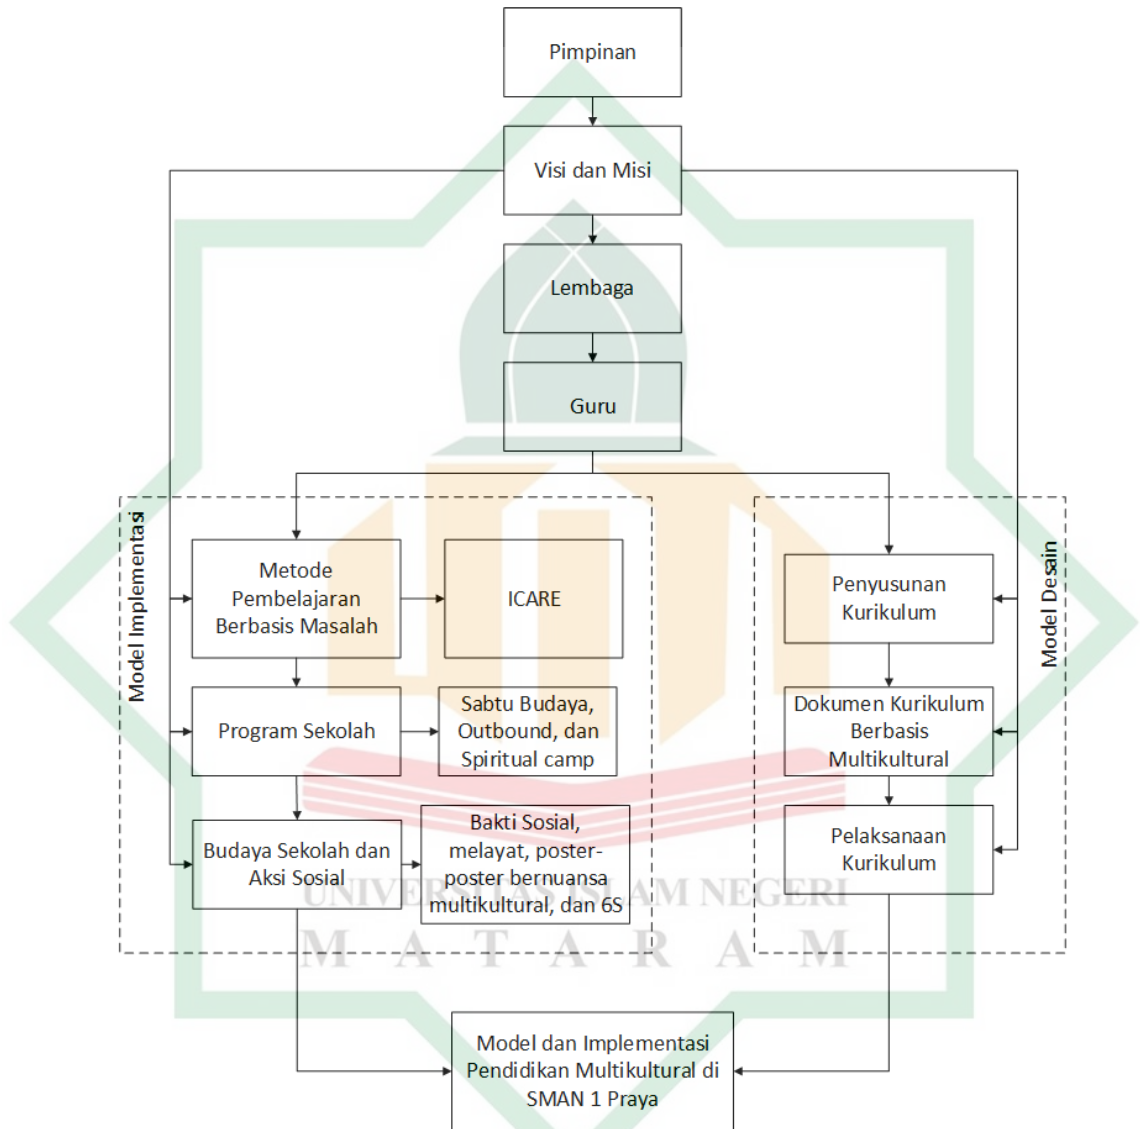 Pimpinan
Visi dan Misi
Lembaga
Guru
Model Implementasi
Metode
Pembelajaran
Berbasis Masalah
ICARE
Program Sekolah
Sabtu Budaya,
Outbound, dan
Spiritual camp
Budaya Sekolah dan
Aksi Sosial
Bakti Sosial,
melayat, poster-
poster bernuansa
multikultural, dan 6S
Model Desain
Penyusunan
Kurikulum
Dokumen Kurikulum
Berbasis
Multikultural
Pelaksanaan
Kurikulum
UNIVERSITAS ISLAM NEGERI
M A T A R A M
Model dan Implementasi
Pendidikan Multikultural di
SMAN 1 Praya